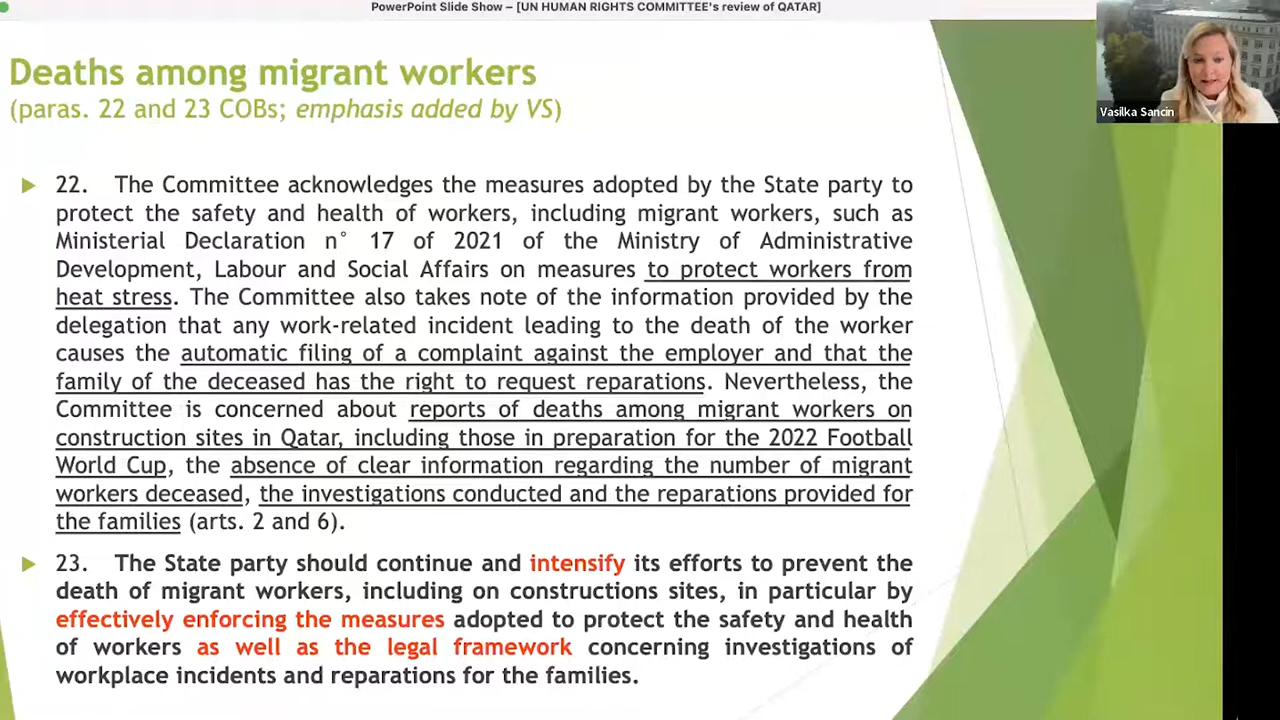 PowerPoint Slide Show – [UN HUMAN RIGHTS COMMITTEE's review of QATAR]
Vasilka Sancin
Deaths among migrant workers
(paras. 22 and 23 COBs; emphasis added by VS)
22. The Committee acknowledges the measures adopted by the State party to
protect the safety and health of workers, including migrant workers, such as
Ministerial Declaration n° 17 of 2021 of the Ministry of Administrative
Development, Labour and Social Affairs on measures to protect workers from
heat stress. The Committee also takes note of the information provided by the
delegation that any work-related incident leading to the death of the worker
causes the automatic filing of a complaint against the employer and that the
family of the deceased has the right to request reparations. Nevertheless, the
Committee is concerned about reports of deaths among migrant workers on
construction sites in Qatar, including those in preparation for the 2022 Football
World Cup, the absence of clear information regarding the number of migrant
workers deceased, the investigations conducted and the reparations provided for
the families (arts. 2 and 6).
23. The State party should continue and intensify its efforts to prevent the
death of migrant workers, including on constructions sites, in particular by
effectively enforcing the measures adopted to protect the safety and health
of workers as well as the legal framework concerning investigations of
workplace incidents and reparations for the families.